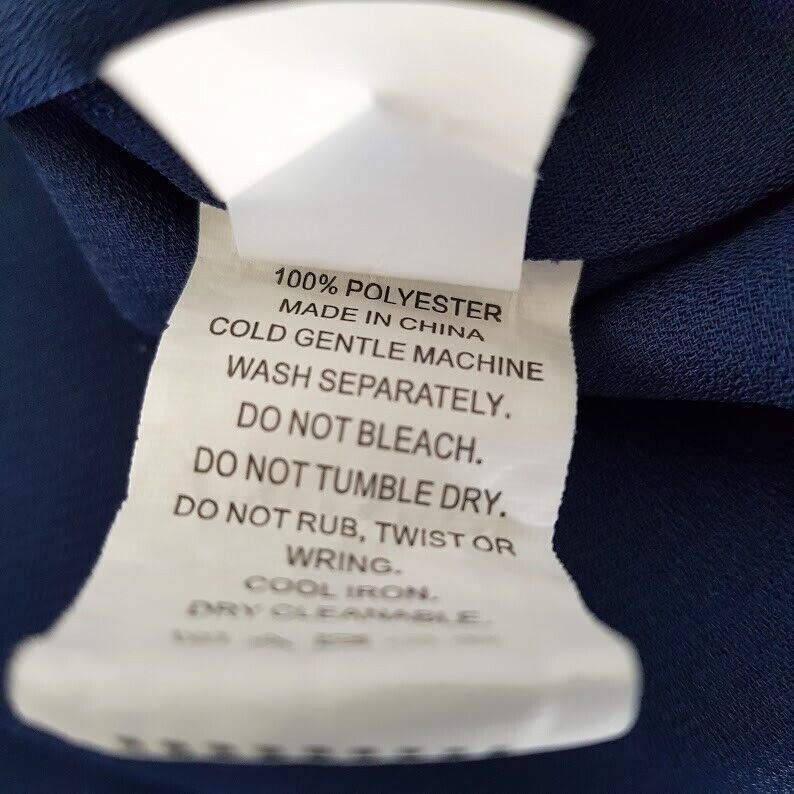 100% POLYESTER
MADE IN CHINA
COLD GENTLE MACHINE
WASH SEPARATELY.
DO NOT BLEACH.
DO NOT TUMBLE DRY.
DO NOT RUB, TWIST OR
WRING.
COOL IRON.
DRY CLEANABLE.